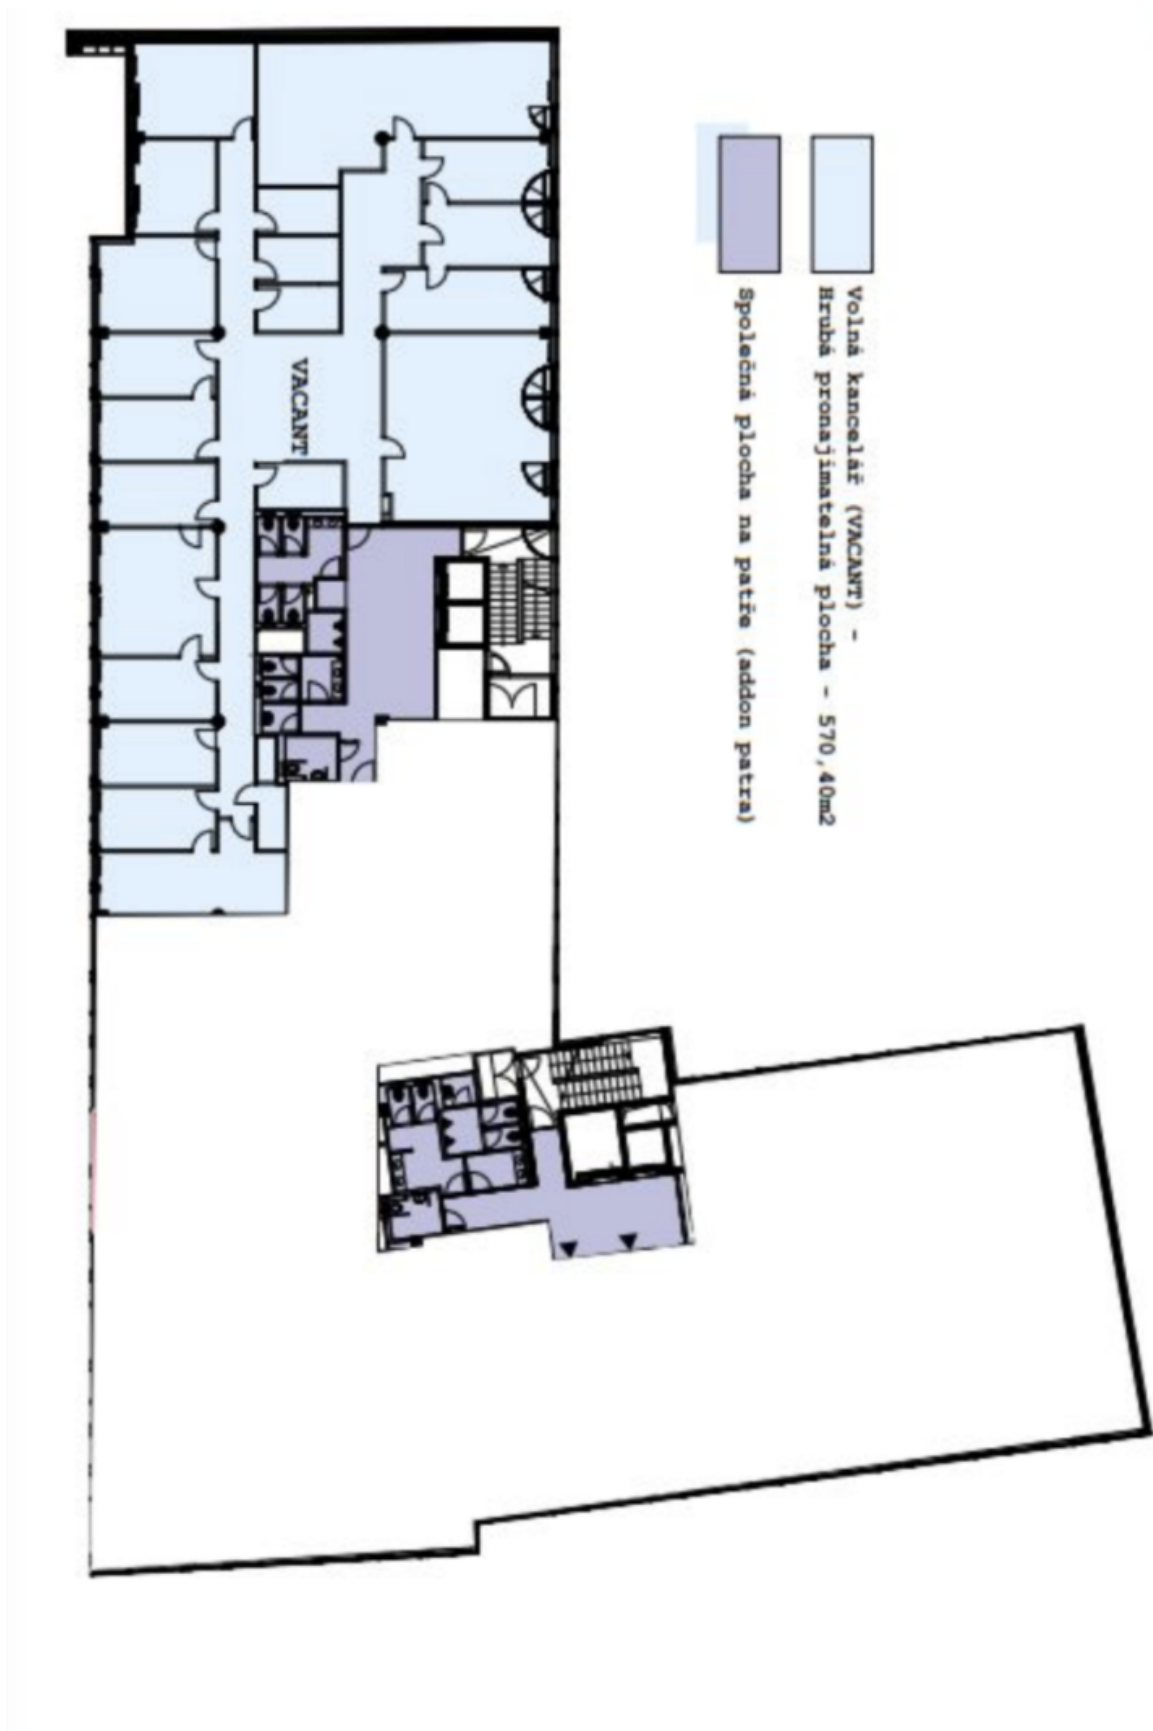 VACANT
Volná kancelář (VACANT) -
Hrubá pronajímatelná plocha - 570,40m2
Společná plocha na patře (addon patra)